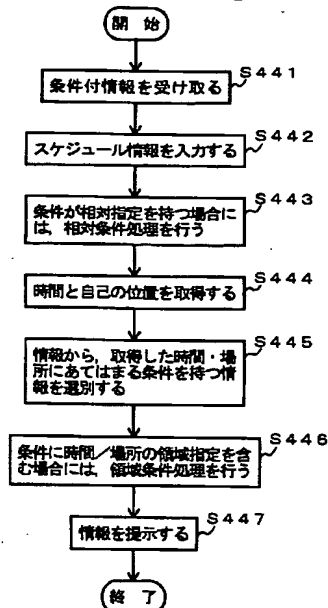 開 始
S441
条件付情報を受け取る
S442
スケジュール情報を入力する
S443
条件が相対指定を持つ場合に
は,相対条件処理を行う
S444
時間と自己の位置を取得する
S445
情報から,取得した時間・場
所にあてはまる条件を持つ情
報を選別する
S446
条件に時間/場所の領域指定を含
む場合には,領域条件処理を行う
S447
情報を提示する
終 了